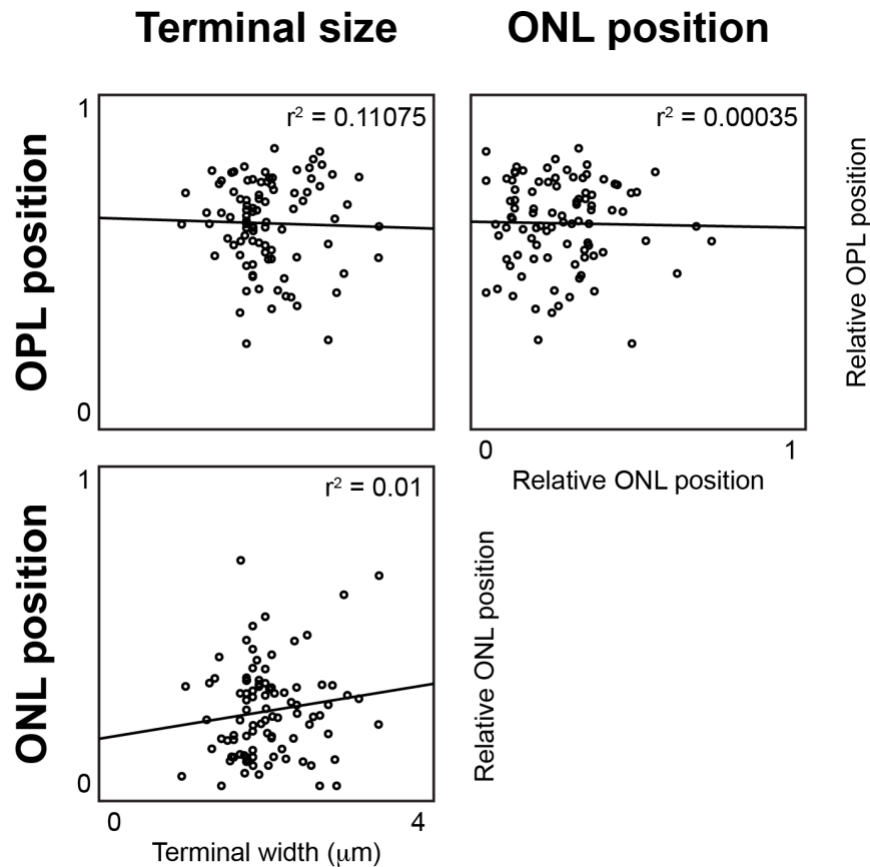 Terminal size
ONL position
OPL position
1
r² = 0.11075
0
r² = 0.00035
Relative OPL position
0
1
Relative ONL position
ONL position
1
r² = 0.01
0
Relative ONL position
0
4
Terminal width (μm)